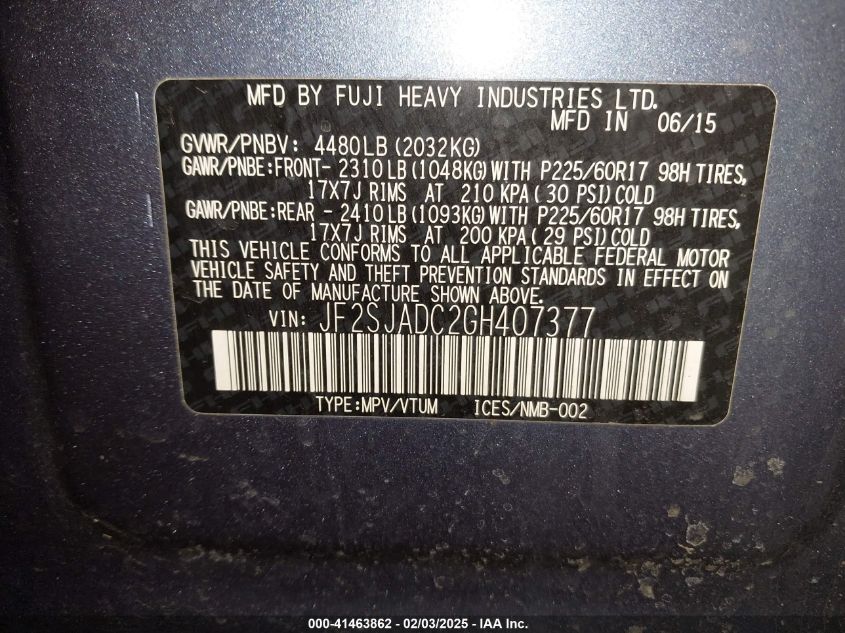 MFD BY FUJI HEAVY INDUSTRIES LTD.
MFD IN 06/15
GVWR/PNBV: 4480LB (2032KG)
GAWR/PNBE:FRONT- 2310 LB (1048KG) WITH P225/60R17 98H TIRES,
17X7J RIMS AT 210 KPA ( 30 PSI) COLD
GAWR/PNBE:REAR - 2410 LB (1093KG) WITH P225/60R17 98H TIRES,
17X7J RIMS AT 200 KPA ( 29 PSI) COLD
THIS VEHICLE CONFORMS TO ALL APPLICABLE FEDERAL MOTOR
VEHICLE SAFETY AND THEFT PREVENTION STANDARDS IN EFFECT ON
THE DATE OF MANUFACTURE SHOWN ABOVE.
VIN: JF2SJADC2GH407377
TYPE:MPV/VTUM ICES/NMB-002
000-41463862 - 02/03/2025 - IAA Inc.